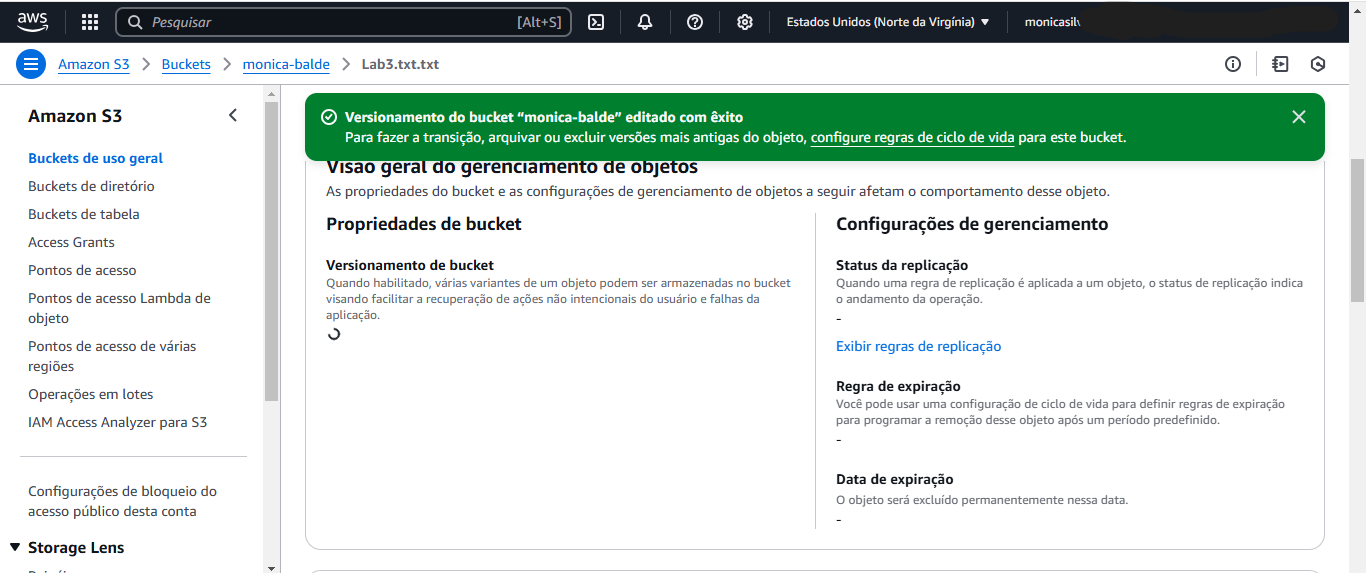 aws
Pesquisar [Alt+S] Estados Unidos (Norte da Virgínia) ▼
Amazon S3 > Buckets > monica-balde > Lab3.txt.txt
Amazon S3
Buckets de uso geral
Buckets de diretório
Buckets de tabela
Access Grants
Pontos de acesso
Pontos de acesso Lambda de
objeto
Pontos de acesso de várias
regiões
Operações em lotes
IAM Access Analyzer para S3
Configurações de bloqueio do
acesso público desta conta
Storage Lens
Versionamento do bucket “monica-balde” editado com êxito
Para fazer a transição, arquivar ou excluir versões mais antigas do objeto, configure regras de ciclo de vida para este bucket.
Visão geral do gerenciamento de objetos
As propriedades do bucket e as configurações de gerenciamento de objetos a seguir afetam o comportamento desse objeto.
Propriedades de bucket
Versionamento de bucket
Quando habilitado, várias variantes de um objeto podem ser armazenadas no bucket
visando facilitar a recuperação de ações não intencionais do usuário e falhas da
aplicação.
Configurações de gerenciamento
Status da replicação
Quando uma regra de replicação é aplicada a um objeto, o status de replicação indica
o andamento da operação.
-
Exibir regras de replicação
Regra de expiração
Você pode usar uma configuração de ciclo de vida para definir regras de expiração
para programar a remoção desse objeto após um período predefinido.
-
Data de expiração
O objeto será excluído permanentemente nessa data.
-